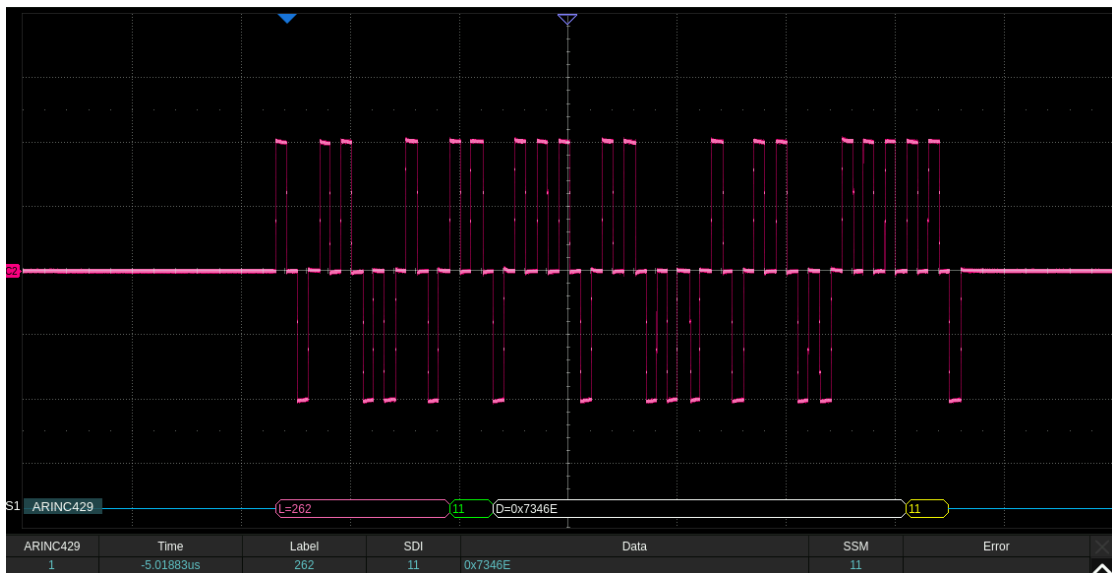 C2
S1 ARINC429 L=262 11 D=0x7346E 11
ARINC429 Time Label SDI Data SSM Error
1 -5.01883us 262 11 0x7346E 11